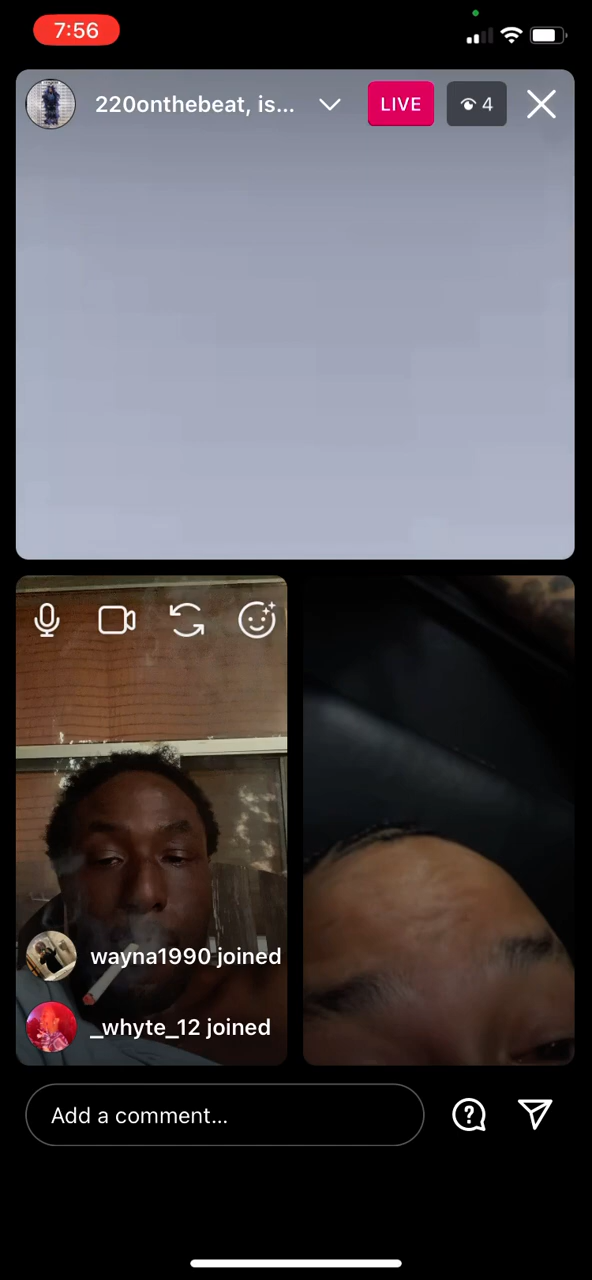 7:56
220onthebeat, is...
LIVE
4
wayna1990 joined
_whyte_12 joined
Add a comment...